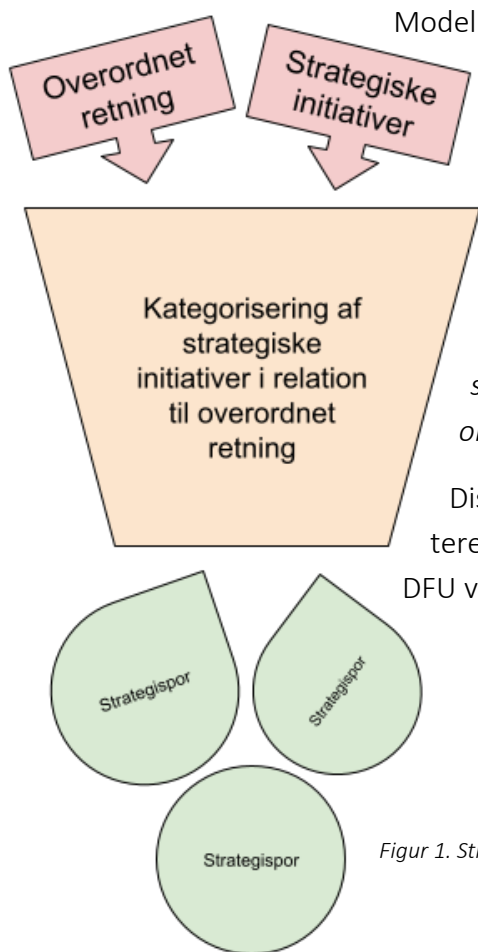 Model
Overordnet
retning
Strategiske
initiativer
Kategorisering af
strategiske
initiativer i relation
til overordnet
retning
Dis
tere
DFU v
Strategispor
Strategispor
Strategispor
Figur 1. St